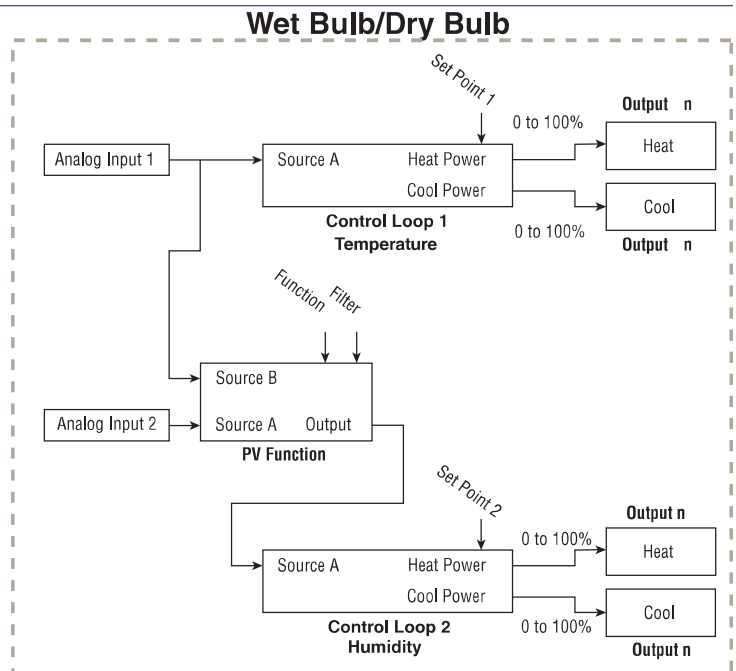 Wet Bulb/Dry Bulb
Set Point 1
Output n
0 to 100%
Heat
Analog Input 1
Source A
Heat Power
Cool Power
Cool
Control Loop 1
Temperature
0 to 100%
Output n
Function
Filter
Source B
Analog Input 2
Source A
Output
PV Function
Set Point 2
Output n
0 to 100%
Heat
Source A
Heat Power
Cool Power
Cool
Control Loop 2
Humidity
0 to 100%
Output n